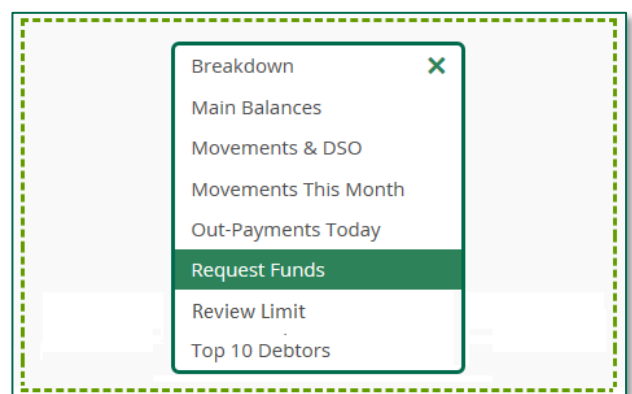 Breakdown
Main Balances
Movements & DSO
Movements This Month
Out-Payments Today
Request Funds
Review Limit
Top 10 Debtors